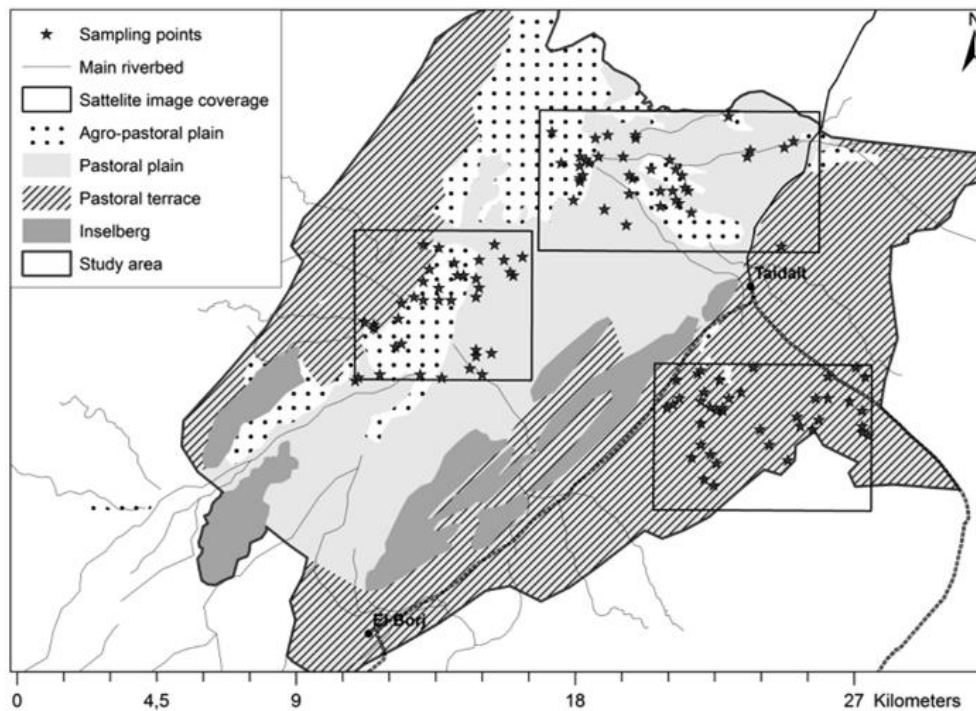 Sampling points
Main riverbed
Sattelite image coverage
Agro-pastoral plain
Pastoral plain
Pastoral terrace
Inselberg
Study area
N
Taidalt
El Borj
0 4,5 9 18 27 Kilometers